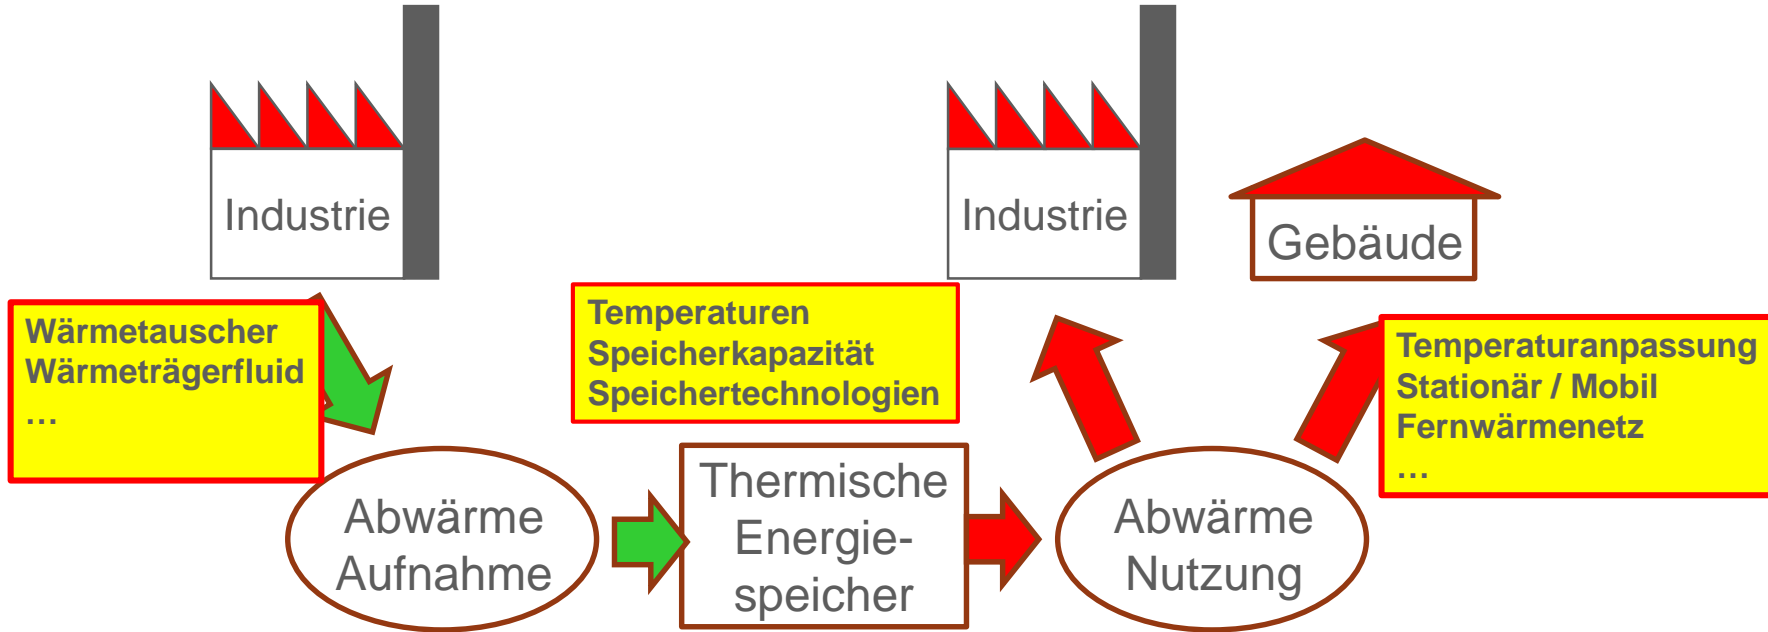 Industrie
Industrie
Gebäude
Wärmetauscher
Wärmeträgerfluid
…
Temperaturen
Speicherkapazität
Speichertechnologien
Temperaturanpassung
Stationär / Mobil
Fernwärmenetz
…
Abwärme
Aufnahme
Thermische
Energie-
speicher
Abwärme
Nutzung